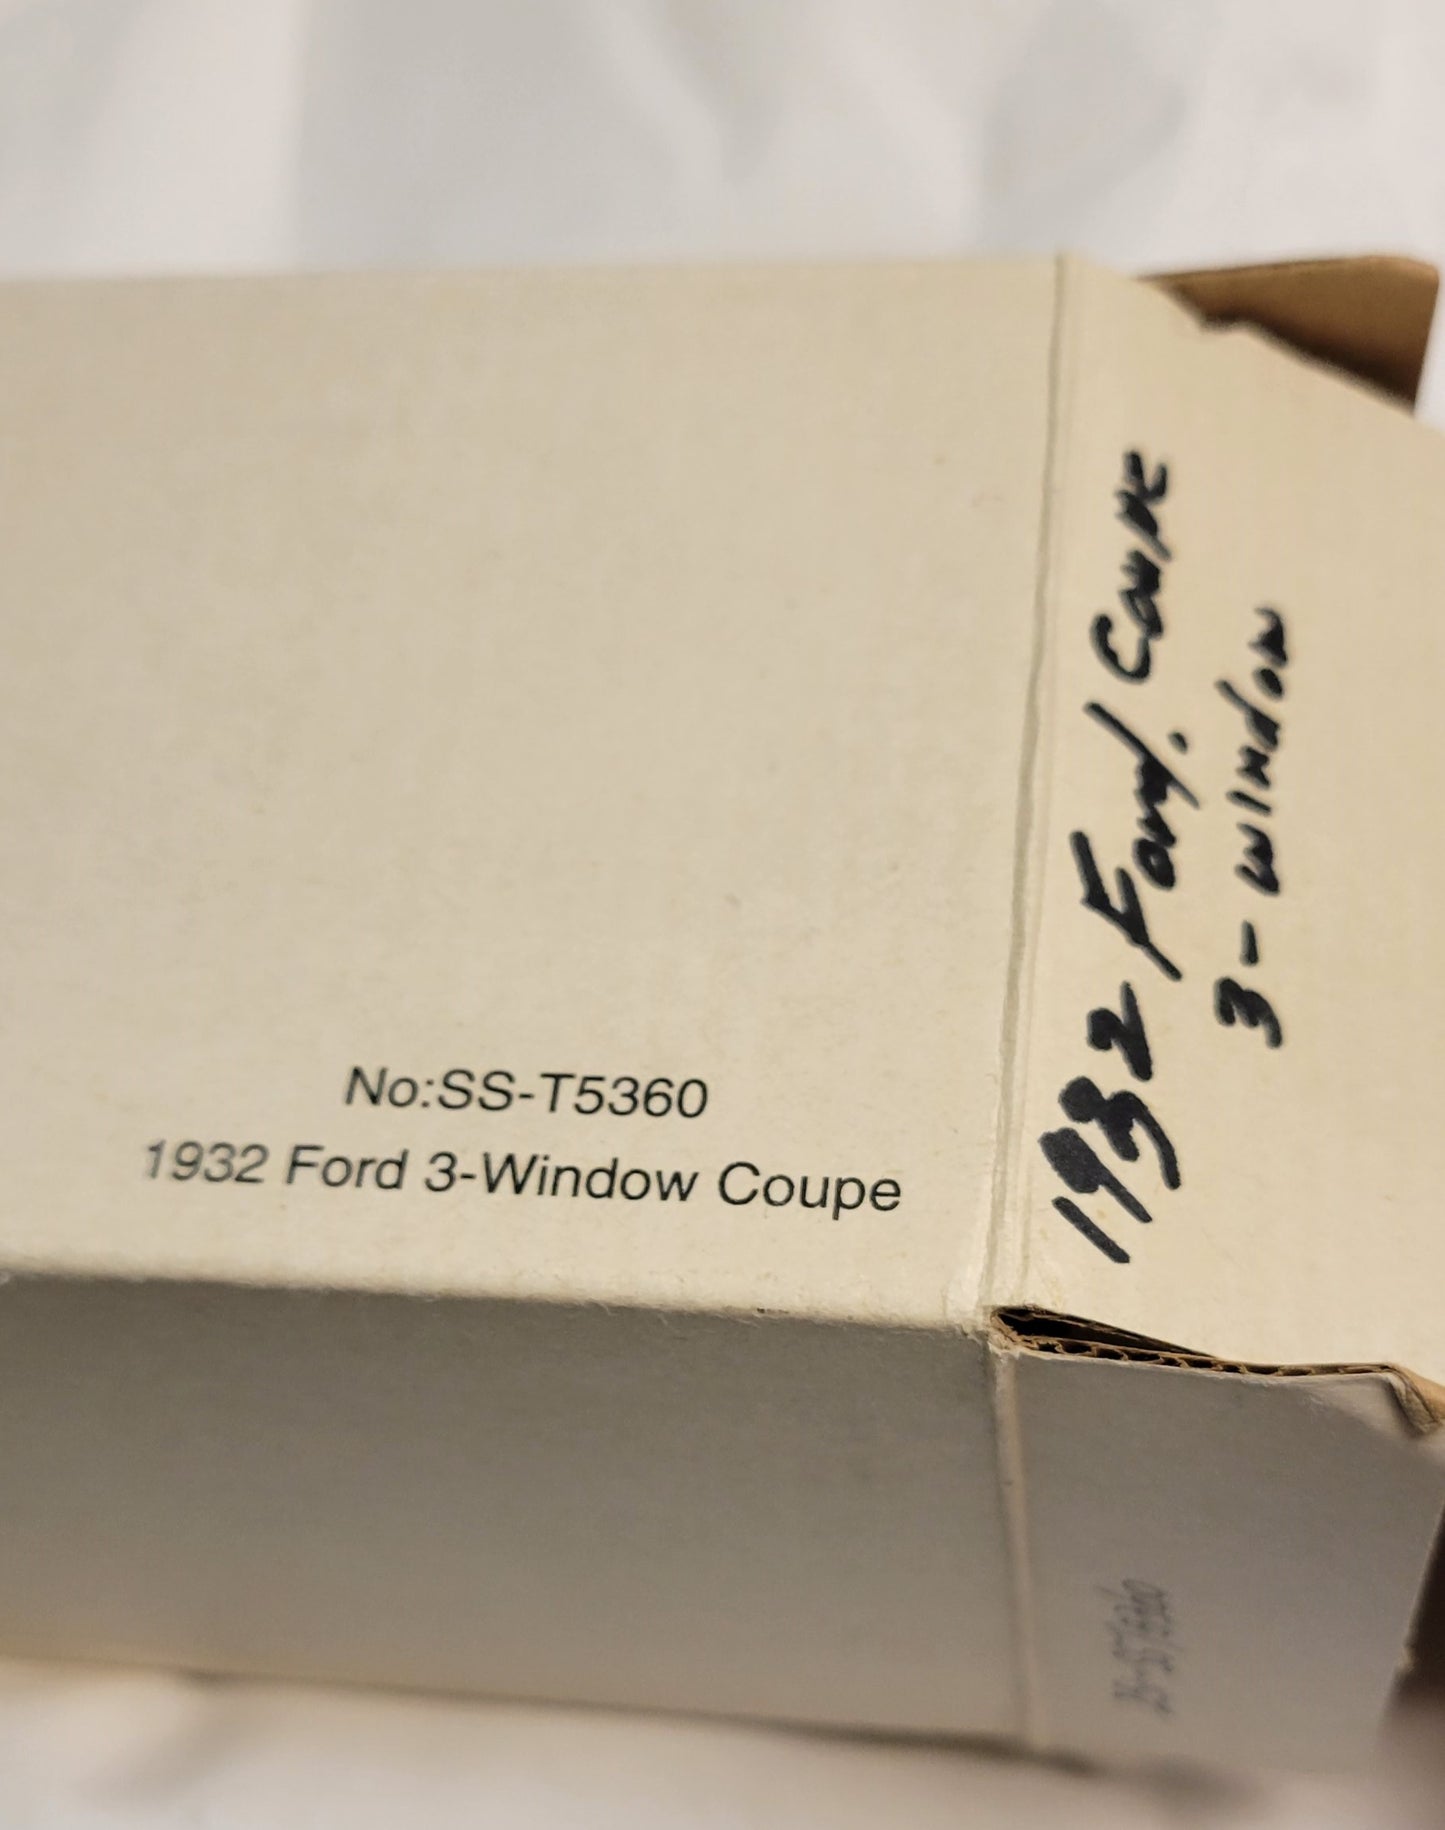 No:SS-T5360
1932 Ford 3-Window Coupe
1932 Ford. Coupe
3-window